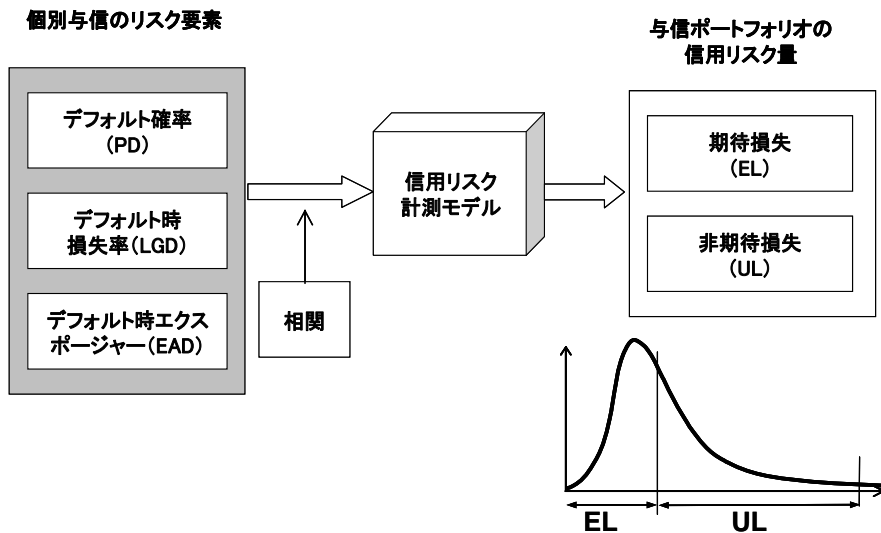 個別与信のリスク要素
デフォルト確率
(PD)
デフォルト時
損失率(LGD)
デフォルト時エクス
ポージャー(EAD)
相関
信用リスク
計測モデル
与信ポートフォリオの
信用リスク量
期待損失
(EL)
非期待損失
(UL)
EL
UL